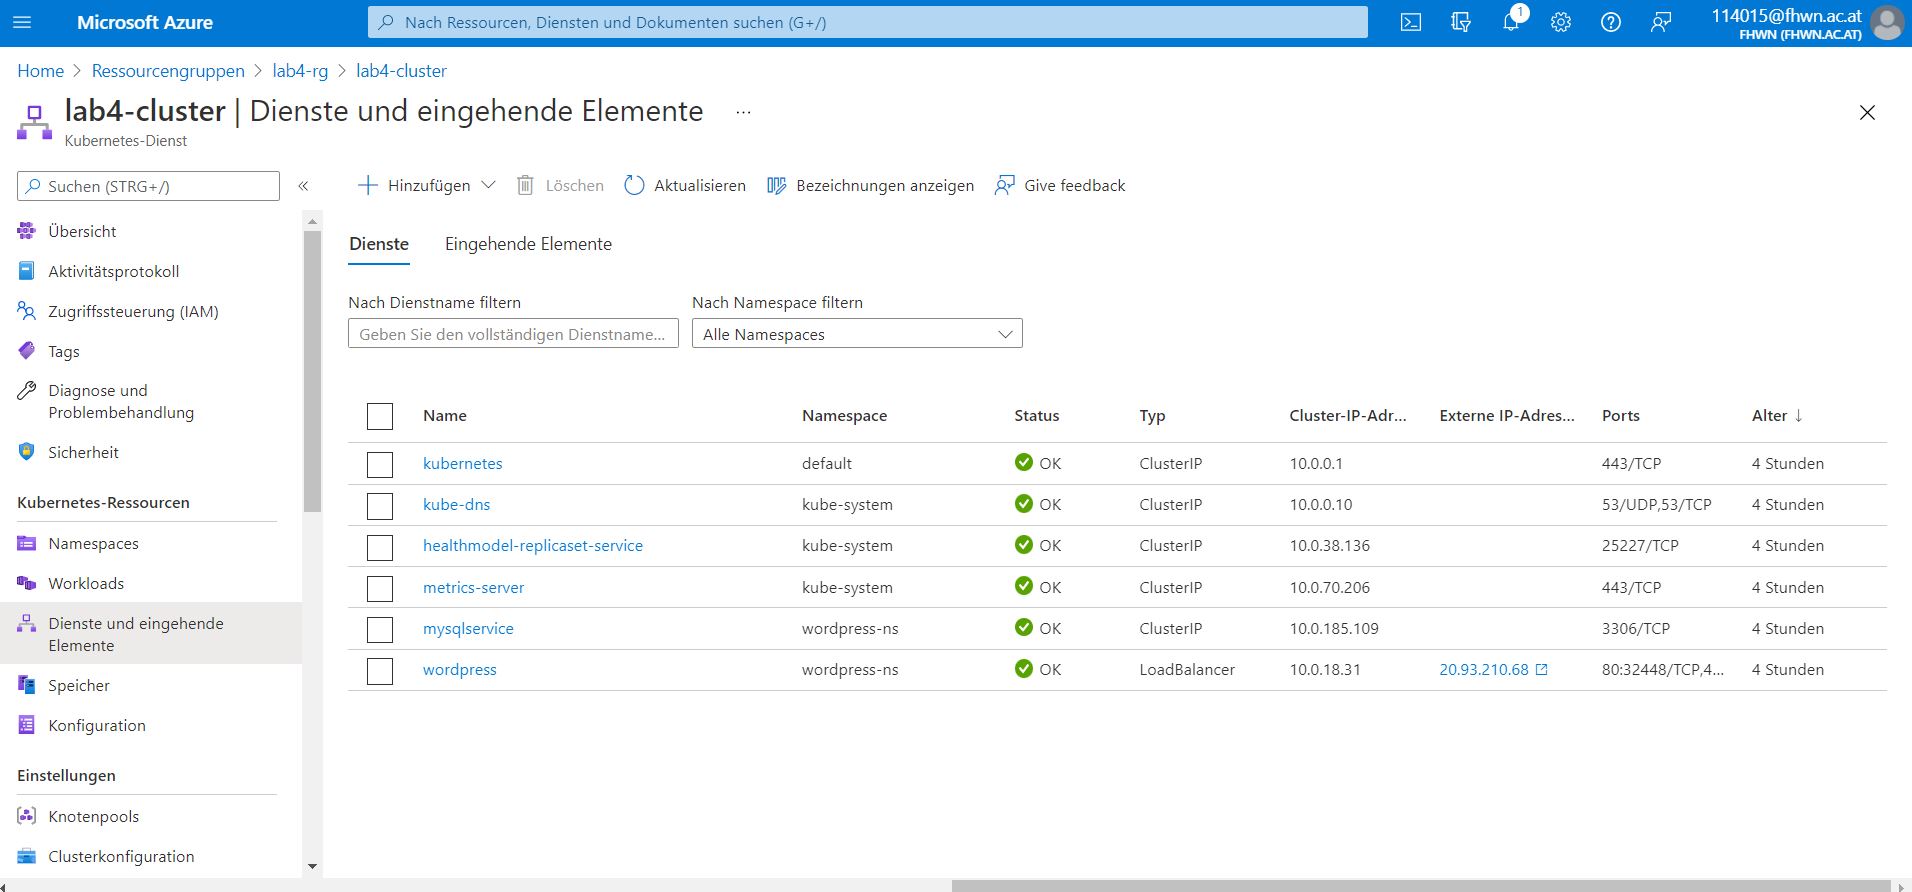 Microsoft Azure
Nach Ressourcen, Diensten und Dokumenten suchen (G+/)
1
114015@fhwn.ac.at
FHWN (FHWN.AC.AT)
Home > Ressourcengruppen > lab4-rg > lab4-cluster
lab4-cluster | Dienste und eingehende Elemente ...
Kubernetes-Dienst
Suchen (STRG+/)
«
Hinzufügen
Löschen
Aktualisieren
Bezeichnungen anzeigen
Give feedback
Übersicht
Aktivitätsprotokoll
Zugriffssteuerung (IAM)
Tags
Diagnose und
Problembehandlung
Sicherheit
Kubernetes-Ressourcen
Namespaces
Workloads
Dienste und eingehende
Elemente
Speicher
Konfiguration
Einstellungen
Knotenpools
Clusterkonfiguration
Dienste Eingehende Elemente
Nach Dienstname filtern Nach Namespace filtern
Geben Sie den vollständigen Dienstname... Alle Namespaces
Name Namespace Status Typ Cluster-IP-Adr... Externe IP-Adres... Ports Alter ↓
kubernetes default OK ClusterIP 10.0.0.1 443/TCP 4 Stunden
kube-dns kube-system OK ClusterIP 10.0.0.10 53/UDP,53/TCP 4 Stunden
healthmodel-replicaset-service kube-system OK ClusterIP 10.0.38.136 25227/TCP 4 Stunden
metrics-server kube-system OK ClusterIP 10.0.70.206 443/TCP 4 Stunden
mysqlservice wordpress-ns OK ClusterIP 10.0.185.109 3306/TCP 4 Stunden
wordpress wordpress-ns OK LoadBalancer 10.0.18.31 20.93.210.68 80:32448/TCP,4... 4 Stunden